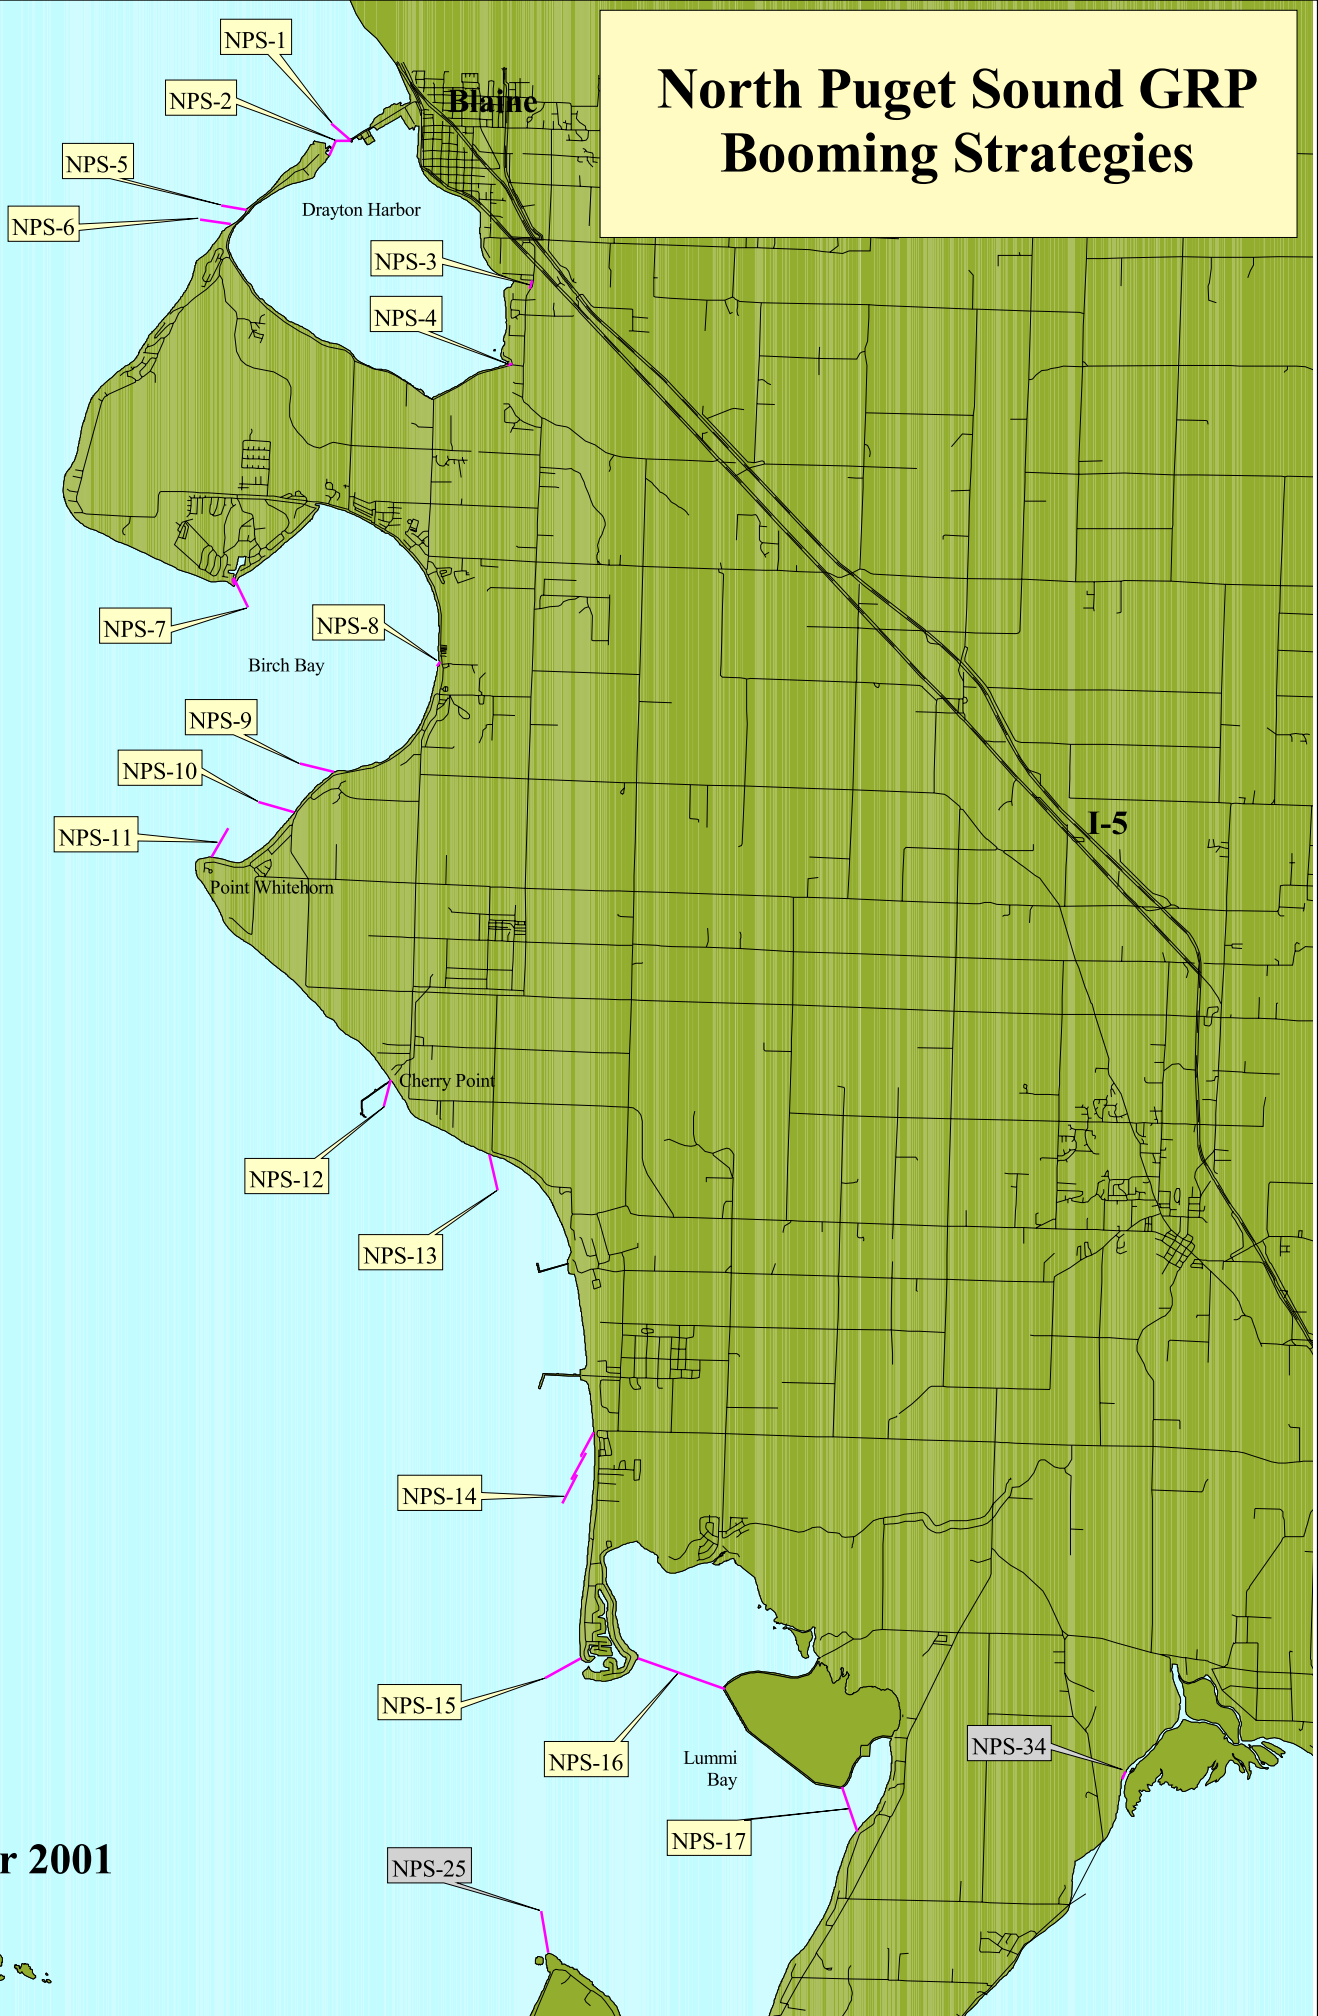 North Puget Sound GRP
Booming Strategies
NPS-1
NPS-2
Blaine
NPS-5
NPS-6
Drayton Harbor
NPS-3
NPS-4
NPS-7
NPS-8
Birch Bay
NPS-9
NPS-10
NPS-11
I-5
Point Whitehorn
Cherry Point
NPS-12
NPS-13
NPS-14
NPS-15
NPS-16
Lummi
Bay
NPS-34
NPS-17
r 2001
NPS-25